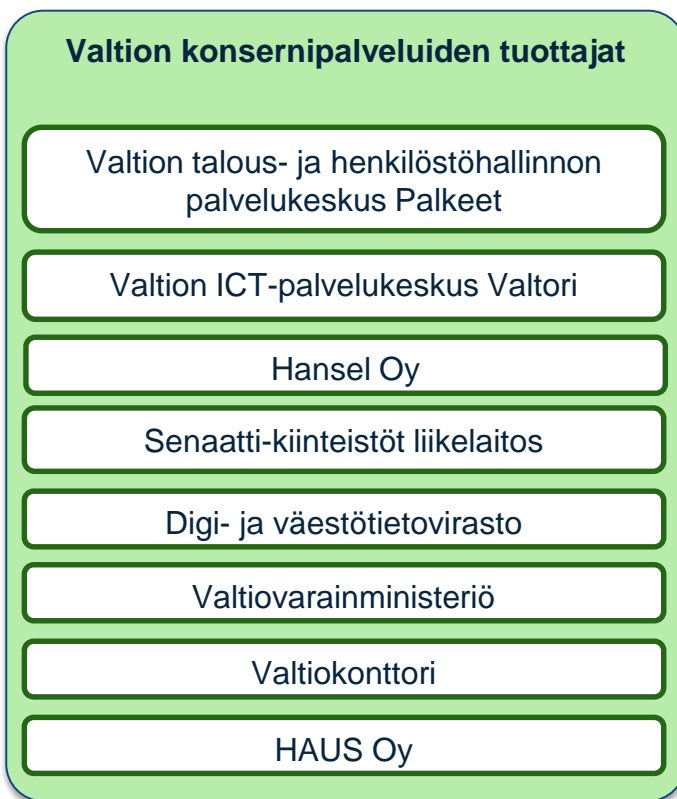 Valtion konsernipalveluiden tuottajat
Valtion talous- ja henkilöstöhallinnon
palvelukeskus Palkeet
Valtion ICT-palvelukeskus Valtori
Hansel Oy
Senaatti-kiinteistöt liikelaitos
Digi- ja väestötietovirasto
Valtiovarainministeriö
Valtiokonttori
HAUS Oy